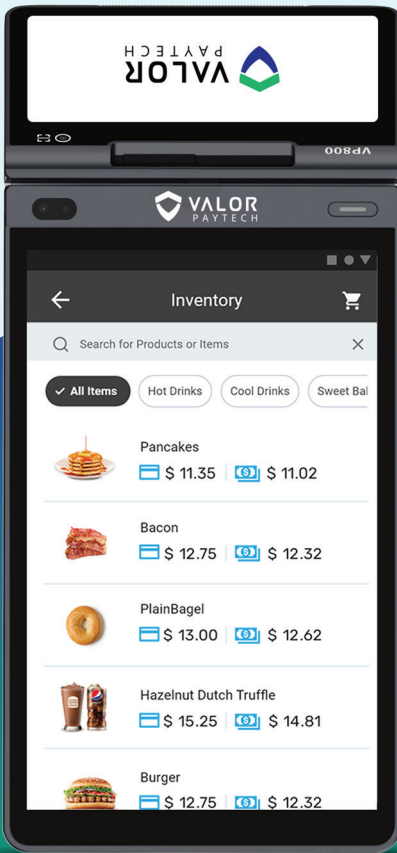 VALOR
PAYTECH
VP800
VALOR
PAYTECH
Inventory
Search for Products or Items
All Items Hot Drinks Cool Drinks Sweet Bal
Pancakes
$ 11.35 $ 11.02
Bacon
$ 12.75 $ 12.32
PlainBagel
$ 13.00 $ 12.62
Hazelnut Dutch Truffle
$ 15.25 $ 14.81
Burger
$ 12.75 $ 12.32